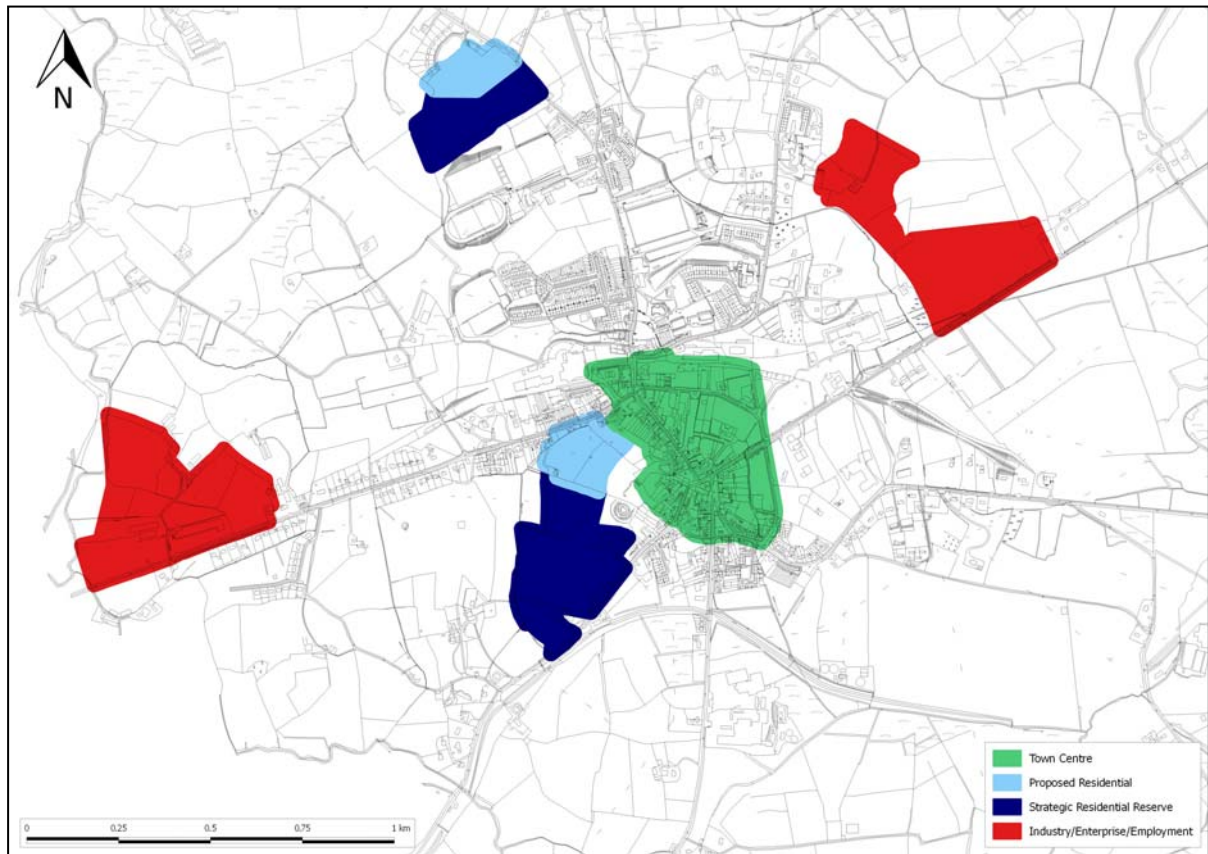 N
Town Centre
Proposed Residential
Strategic Residential Reserve
Industry/Enterprise/Employment
0 0.25 0.5 0.75 1 km